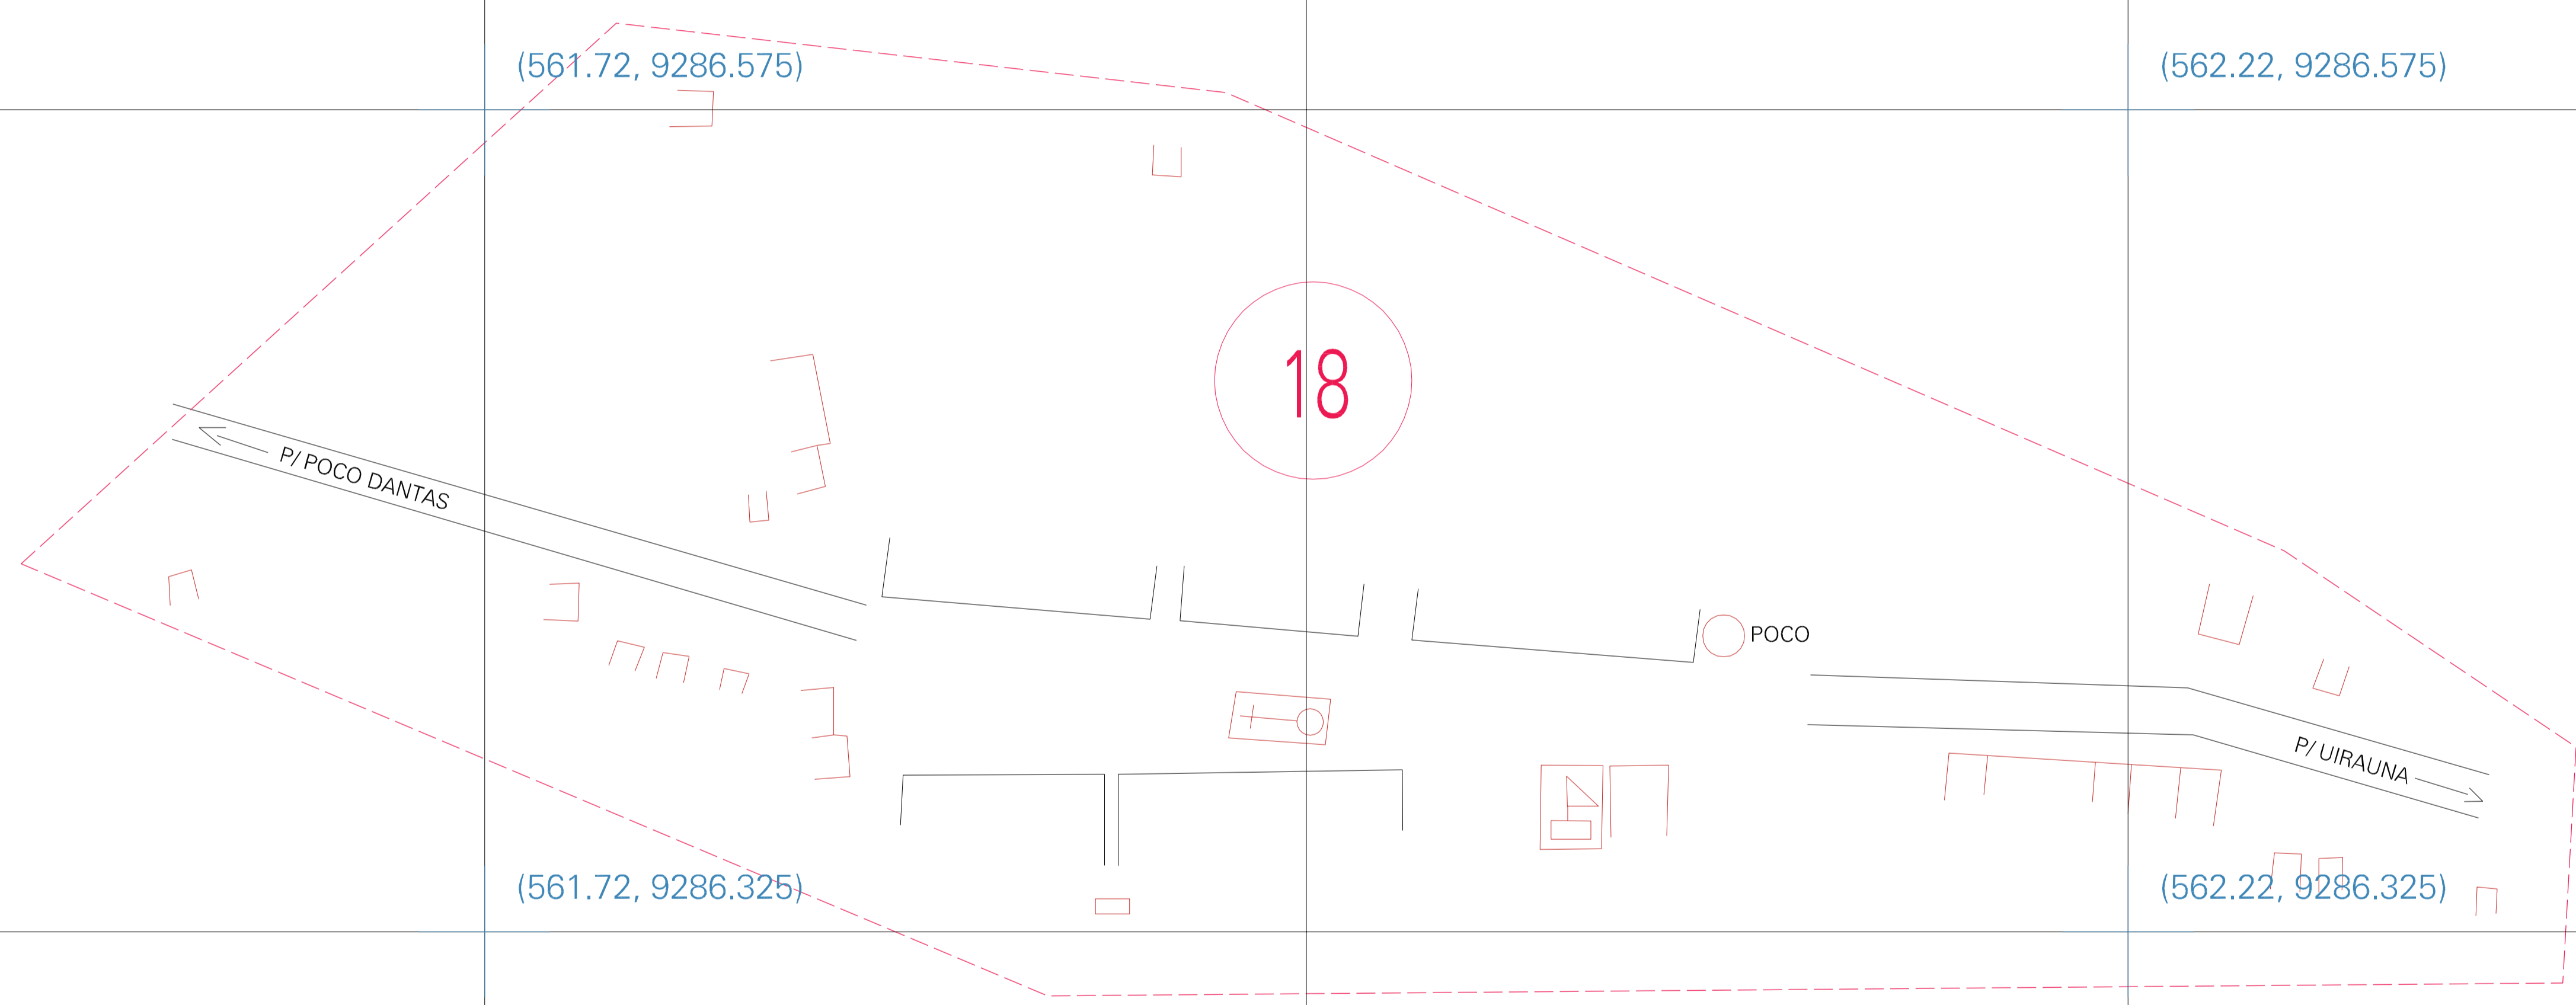 (561.72, 9286.575)
(562.22, 9286.575)
18
P/ POCO DANTAS
POCO
P/ UIRAUNA
(561.72, 9286.325)
(562.22, 9286.325)